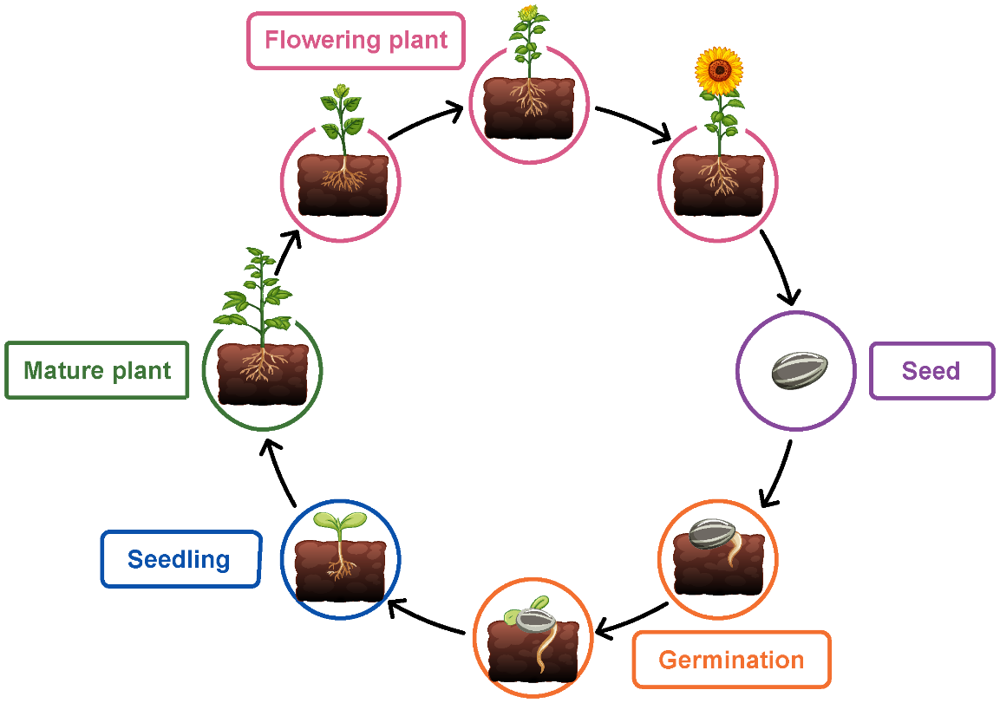 Flowering plant
Mature plant
Seed
Seedling
Germination